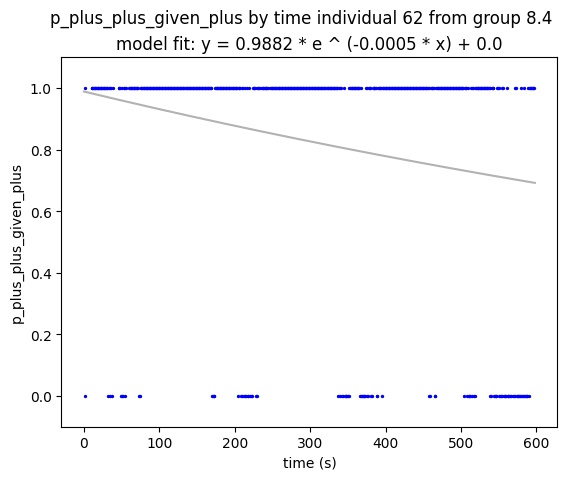 p_plus_plus_given_plus by time individual 62 from group 8.4
model fit: y = 0.9882 * e ^ (-0.0005 * x) + 0.0
1.0
0.8
0.6
0.4
0.2
0.0
p_plus_plus_given_plus
0 100 200 300 400 500 600
time (s)